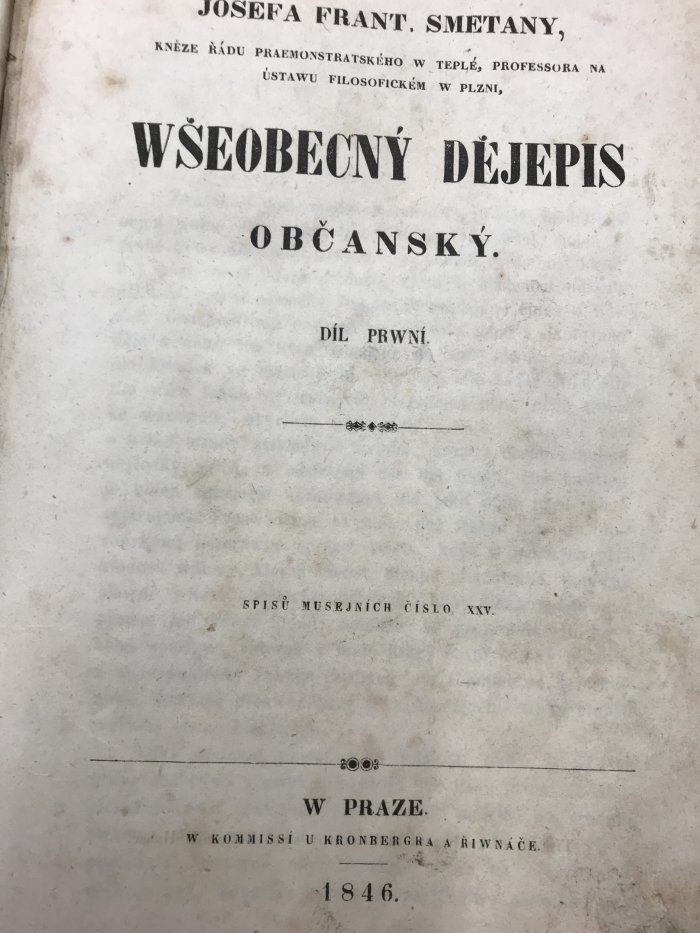 JOSEFA FRANT. SMETANY,
KNĚZE ŘÁDU PRAEMONSTRATSKÉHO W TEPLÉ, PROFESSORA NA
ÚSTAWU FILOSOFICKÉM W PLZNI,
WŠEOBECNÝ DĚJEPIS
OBČANSKÝ.
DÍL PRWNÍ.
SPISŮ MUSEJNÍCH ČÍSLO XXV.
W PRAZE.
W KOMMISSÍ U KRONBERGRA A ŘIWNÁČE.
1846.